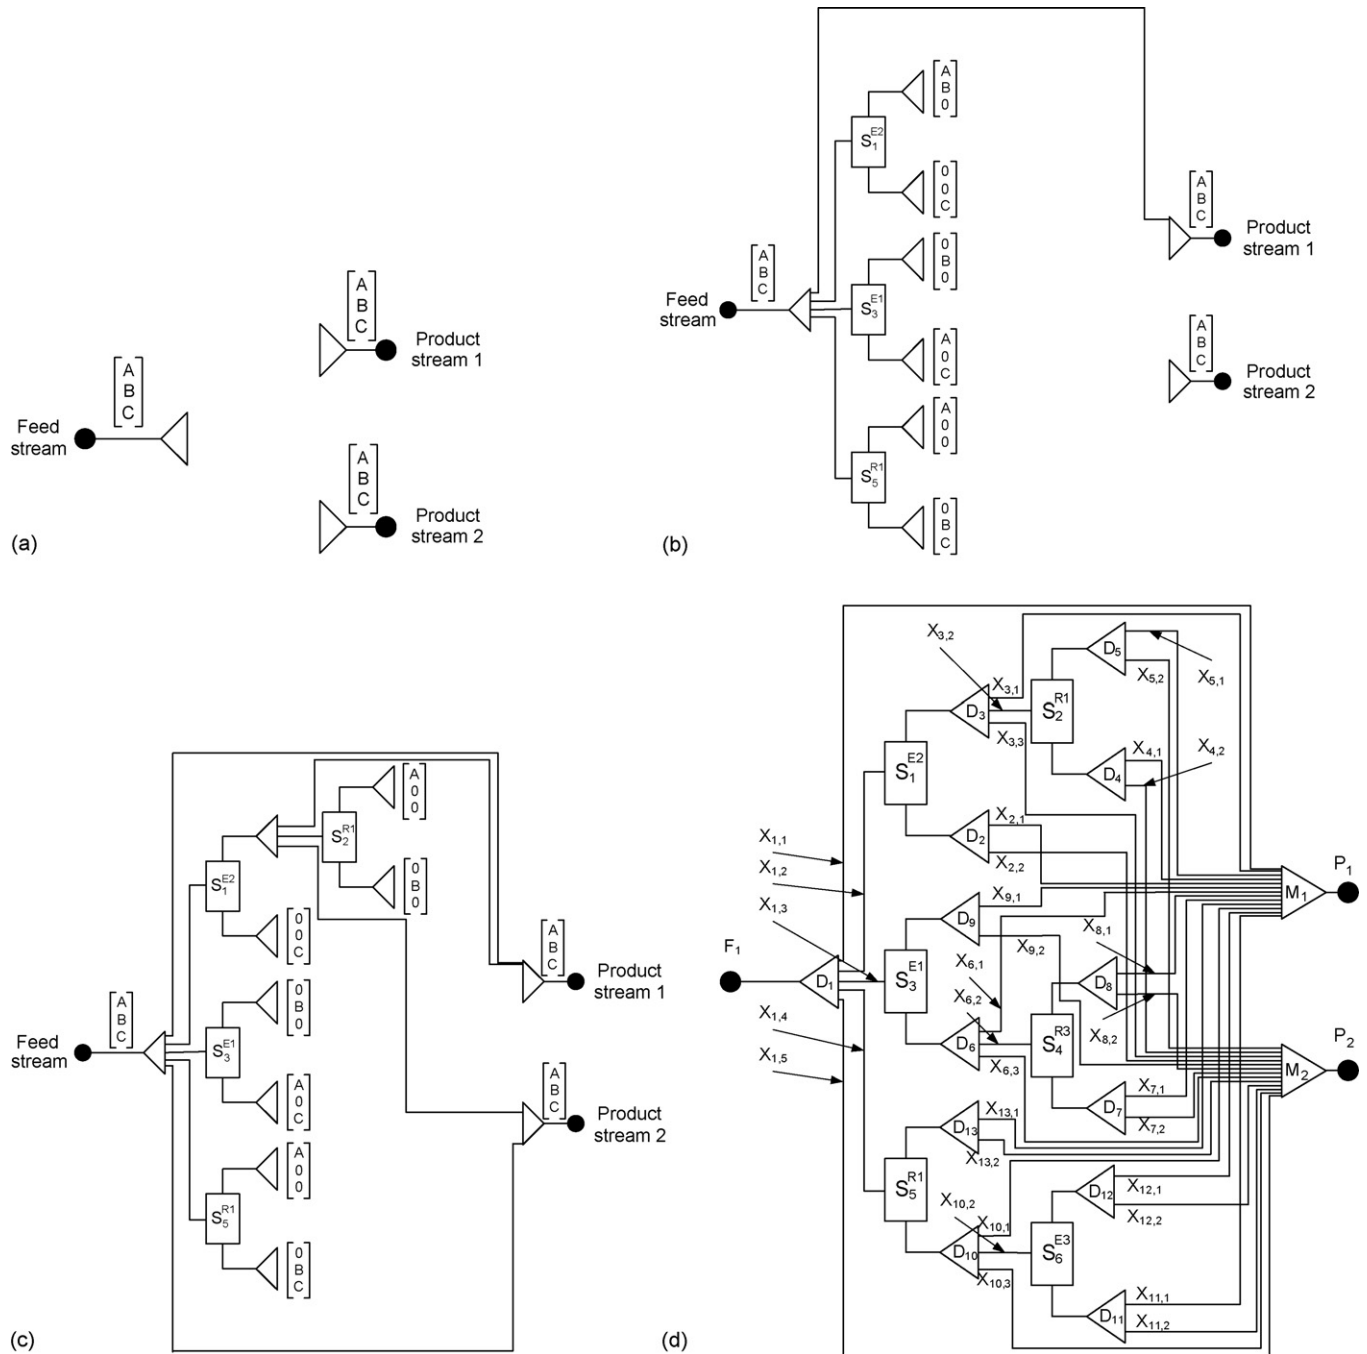 A
B
C
Product
stream 1
A
B
C
Feed
stream
A
B
C
Product
stream 2
(a)
A
B
0
S₁ᴱ²
0
0
C
A
B
C
Product
stream 1
0
B
0
A
B
C
Feed
stream
S₃ᴱ¹
A
0
C
A
B
C
Product
stream 2
A
0
0
S₅ᴿ¹
0
B
C
(b)
A
0
0
S₂ᴿ¹
S₁ᴱ²
0
B
0
0
0
C
A
B
C
Product
stream 1
0
B
0
A
B
C
Feed
stream
S₃ᴱ¹
A
0
C
A
B
C
Product
stream 2
A
0
0
S₅ᴿ¹
0
B
C
(c)
X₃,₂
D₅
X₅,₂
X₅,₁
X₃,₁
D₃
S₂ᴿ¹
X₃,₃
X₄,₁
X₄,₂
D₄
S₁ᴱ²
X₂,₁
D₂
X₂,₂
X₁,₁
X₁,₂
X₁,₃
P₁
M₁
X₉,₁
D₉
X₉,₂
X₈,₁
F₁
D₁
S₃ᴱ¹
X₆,₁
X₆,₂
D₈
X₈,₂
X₁,₄
D₆
S₄ᴿ³
X₆,₃
X₁,₅
P₂
M₂
X₇,₁
D₇
X₇,₂
X₁₃,₁
D₁₃
X₁₃,₂
S₅ᴿ¹
D₁₂
X₁₂,₁
X₁₂,₂
X₁₀,₂
X₁₀,₁
D₁₀
S₆ᴱ³
X₁₀,₃
X₁₁,₁
D₁₁
X₁₁,₂
(d)